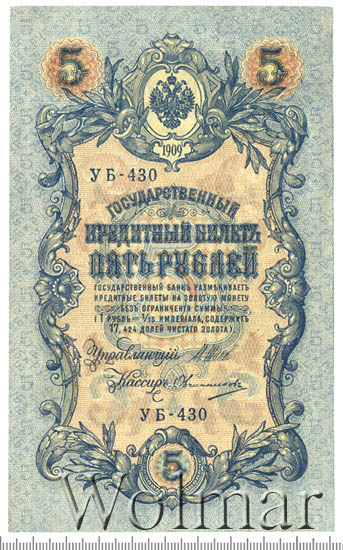 5 5
1909
УБ-430
ГОСУДАРСТВЕННЫЙ
КРЕДИТНЫЙ БИЛЕТЪ
ПЯТЬ РУБЛЕЙ
ГОСУДАРСТВЕННЫЙ БАНКЪ РАЗМѢНИВАЕТЪ
КРЕДИТНЫЕ БИЛЕТЫ НА ЗОЛОТУЮ МОНЕТУ
БЕЗЪ ОГРАНИЧЕНІЯ СУММЫ
(1 РУБЛЬ = 1/15 ИМПЕРІАЛА, СОДЕРЖИТЪ
17,424 ДОЛЕЙ ЧИСТАГО ЗОЛОТА).
Управляющій
Кассиръ
УБ-430
5
Wolmar